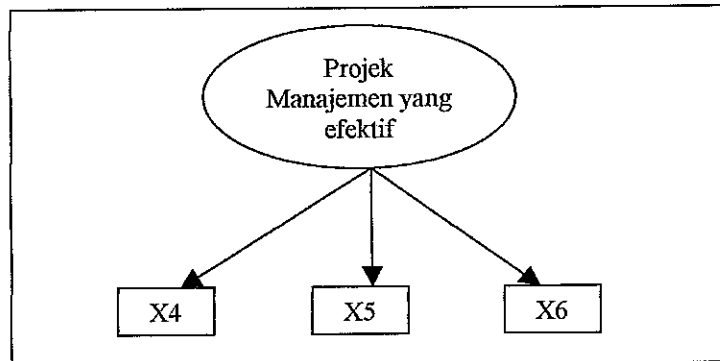 Projek
Manajemen yang
efektif
X4
X5
X6